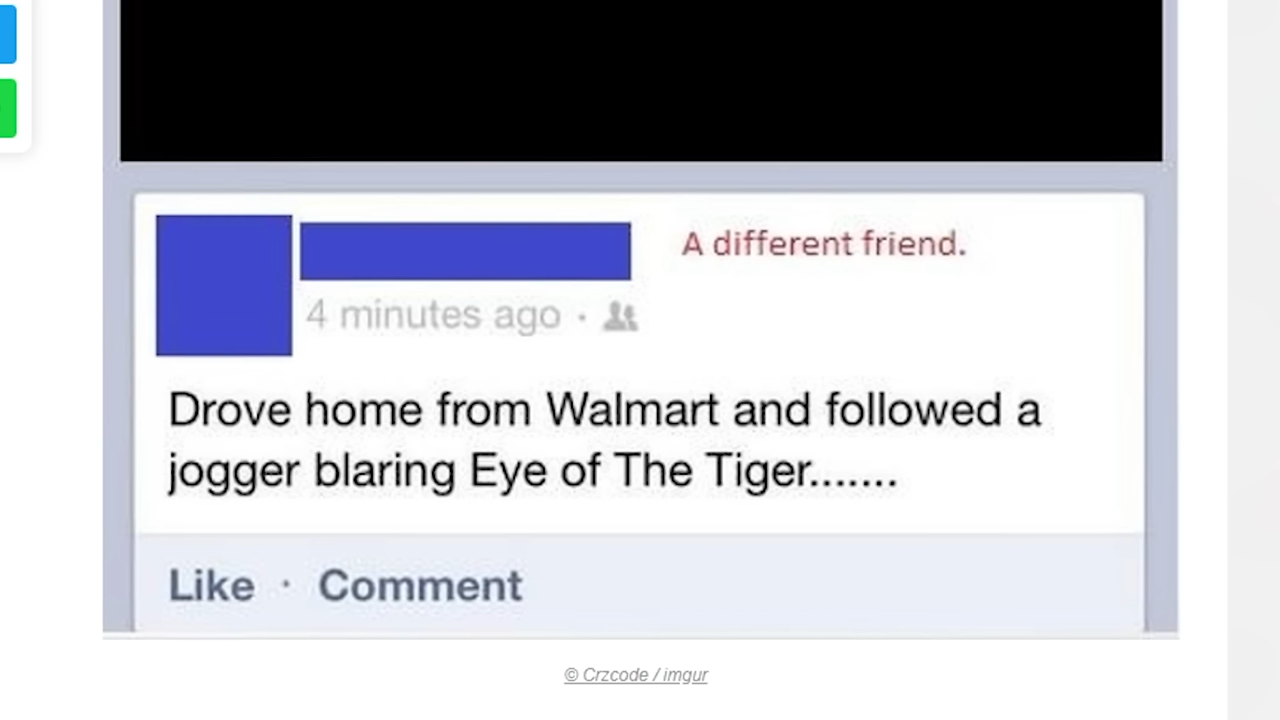 A different friend.
4 minutes ago ·
Drove home from Walmart and followed a
jogger blaring Eye of The Tiger.......
Like · Comment
© Crzcode / imgur